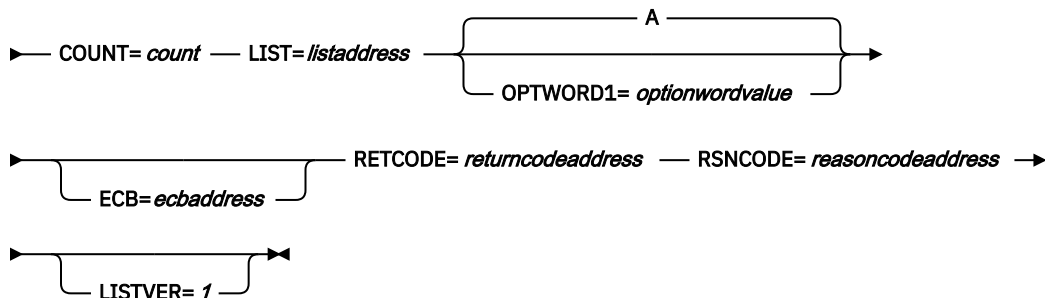 A
COUNT= count LIST=listaddress
OPTWORD1= optionwordvalue
RETCODE= returncodeaddress RSNCODE= reasoncodeaddress
ECB=ecbaddress
LISTVER= 1